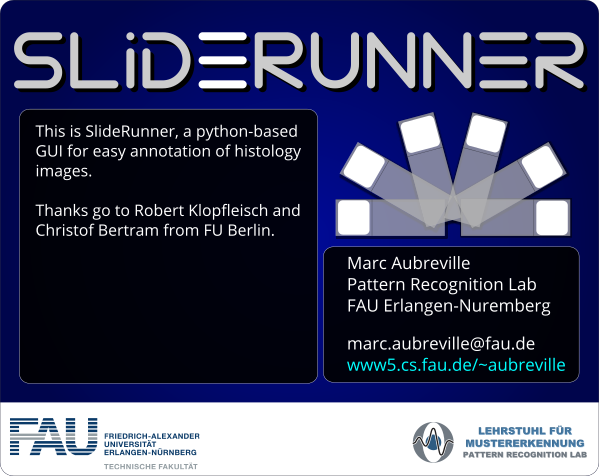 SLiDERUNNER
This is SlideRunner, a python-based
GUI for easy annotation of histology
images.
Thanks go to Robert Klopfleisch and
Christof Bertram from FU Berlin.
Marc Aubreville
Pattern Recognition Lab
FAU Erlangen-Nuremberg
marc.aubreville@fau.de
www5.cs.fau.de/~aubreville
FAU
FRIEDRICH-ALEXANDER
UNIVERSITÄT
ERLANGEN-NÜRNBERG
TECHNISCHE FAKULTÄT
LEHRSTUHL FÜR
MUSTERERKENNUNG
PATTERN RECOGNITION LAB